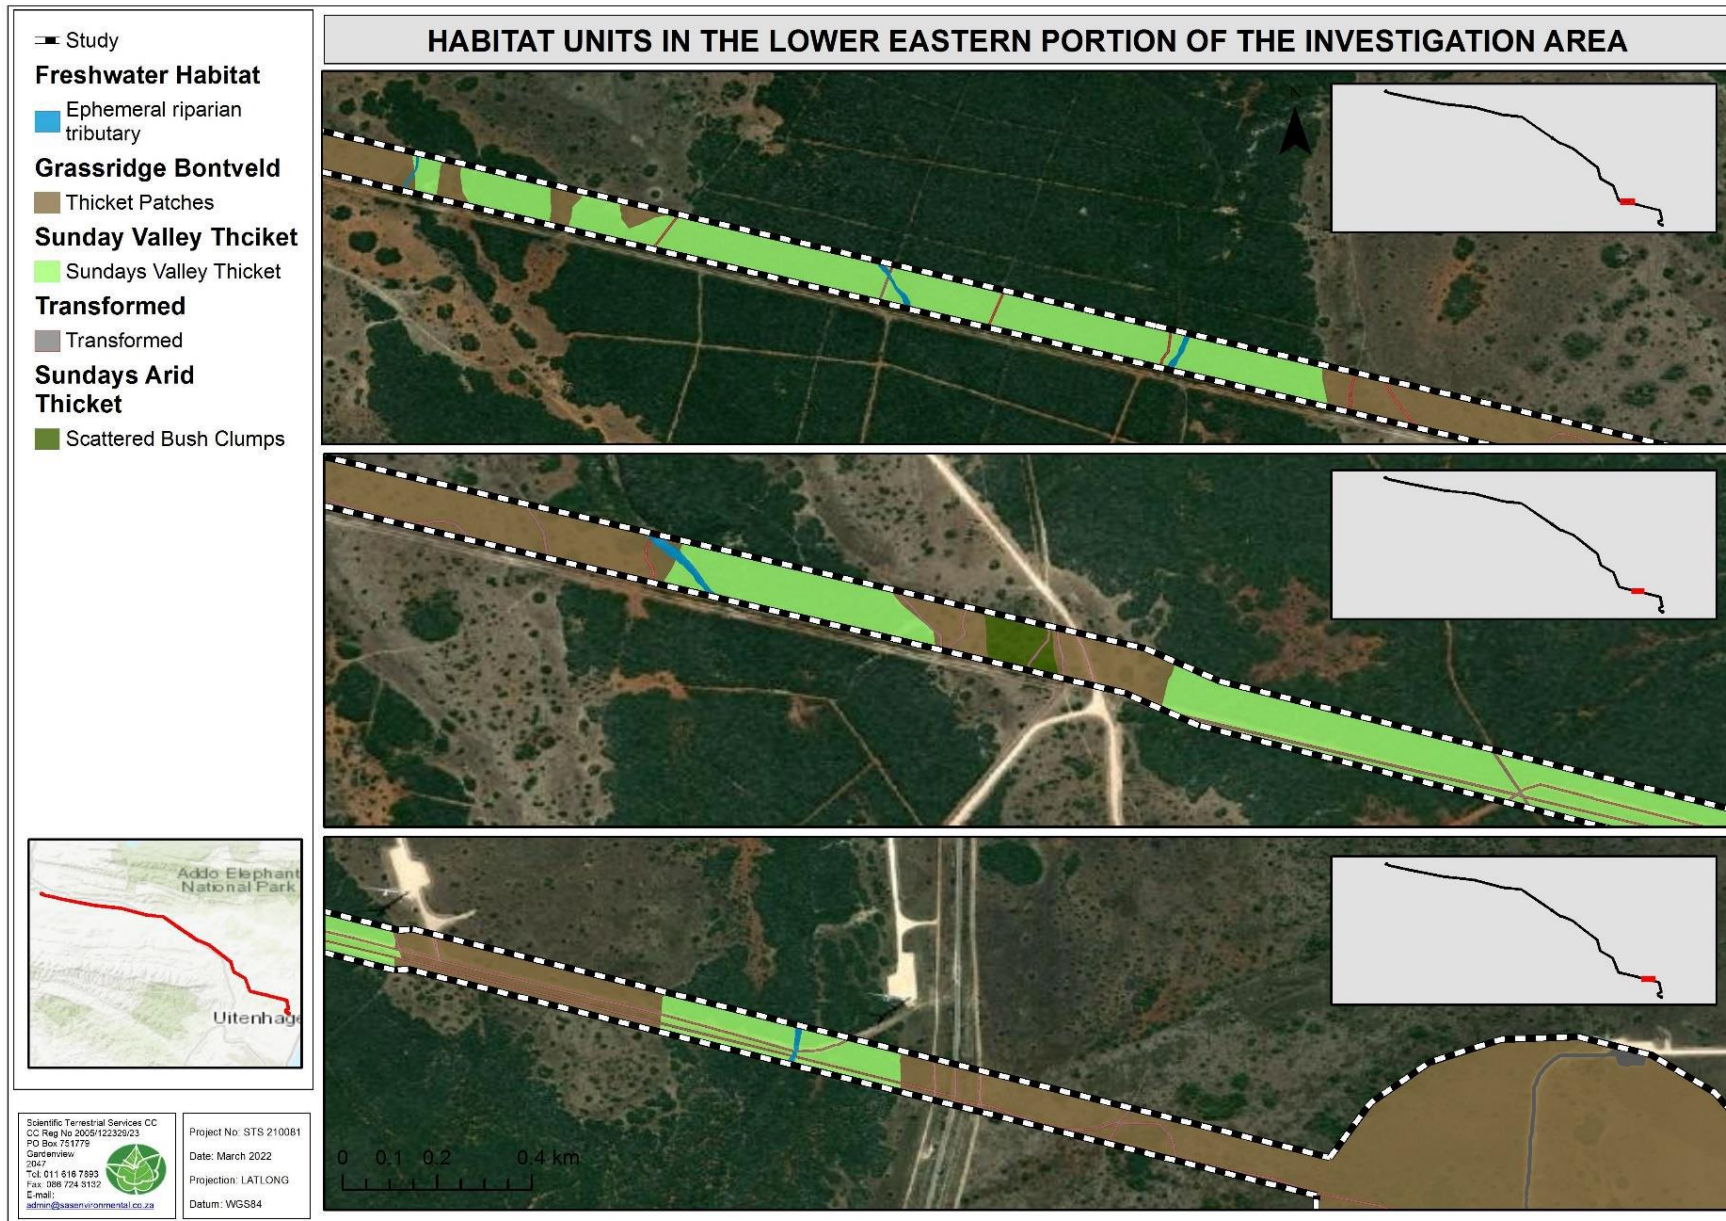 HABITAT UNITS IN THE LOWER EASTERN PORTION OF THE INVESTIGATION AREA
Study
Freshwater Habitat
Ephemeral riparian
tributary
Grassridge Bontveld
Thicket Patches
Sunday Valley Thciket
Sundays Valley Thicket
Transformed
Transformed
Sundays Arid
Thicket
Scattered Bush Clumps
N
Addo Elephant
National Park
Uitenhage
0 0.1 0.2 0.4 km
Scientific Terrestrial Services CC
CC Reg No 2005/122329/23
PO Box 751779
Gardenview
2047
Tel: 011 616 7893
Fax: 086 724 3132
E-mail:
admin@sasenvironmental.co.za
Project No: STS 210081
Date: March 2022
Projection: LATLONG
Datum: WGS84